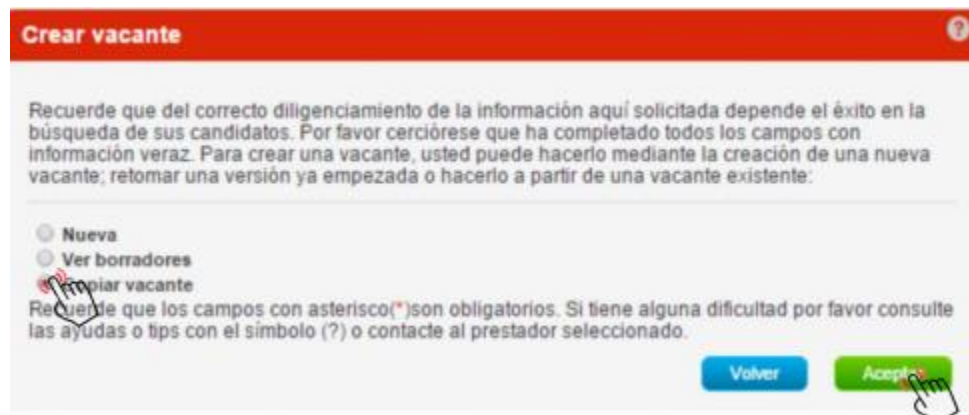 Crear vacante
?
Recuerde que del correcto diligenciamiento de la información aquí solicitada depende el éxito en la
búsqueda de sus candidatos. Por favor cerciórese que ha completado todos los campos con
información veraz. Para crear una vacante, usted puede hacerlo mediante la creación de una nueva
vacante; retomar una versión ya empezada o hacerlo a partir de una vacante existente:
Nueva
Ver borradores
Copiar vacante
Recuerde que los campos con asterisco(*)son obligatorios. Si tiene alguna dificultad por favor consulte
las ayudas o tips con el símbolo (?) o contacte al prestador seleccionado.
Volver
Aceptar